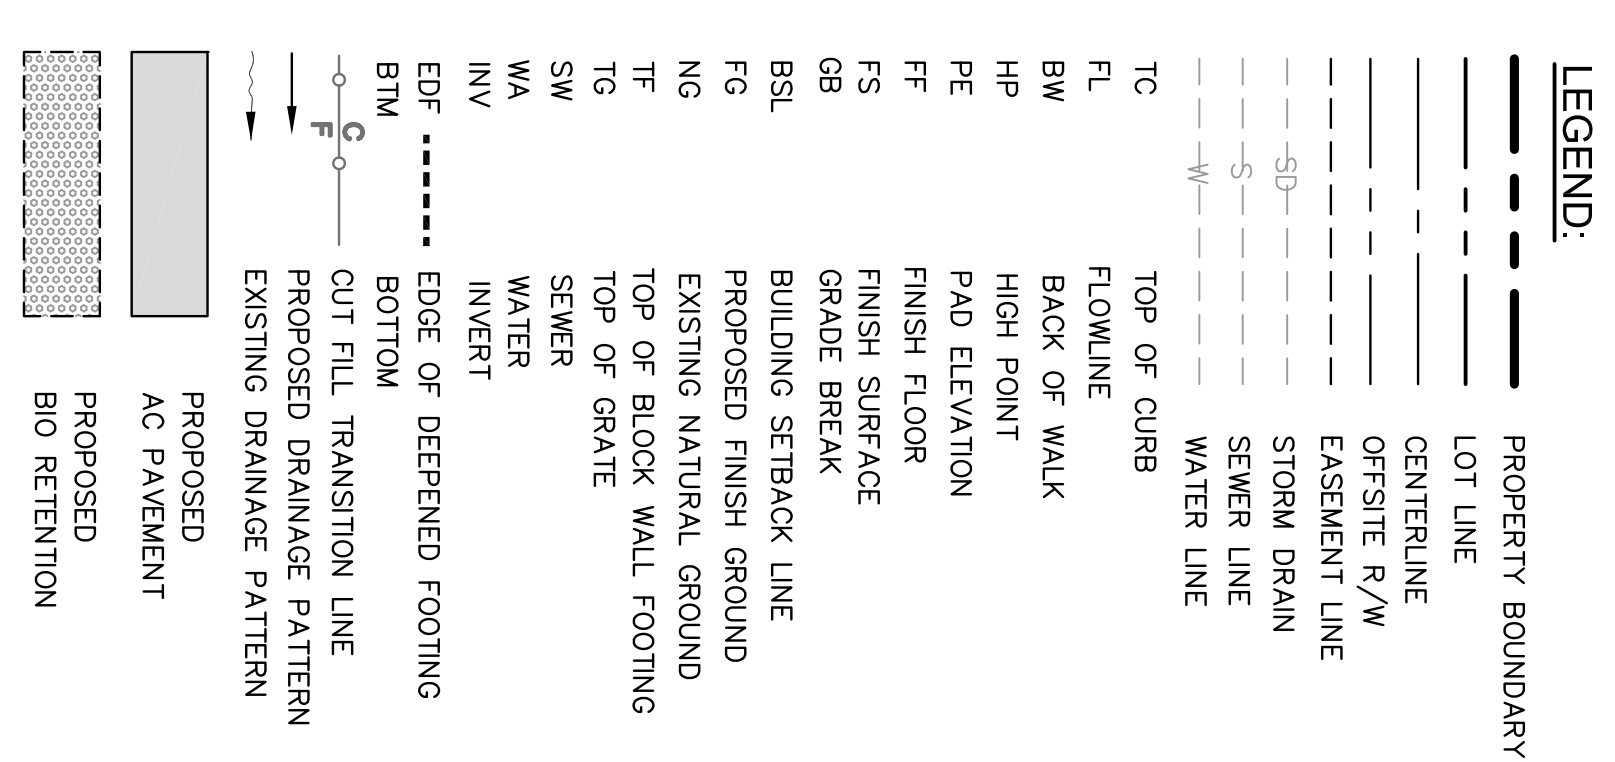 LEGEND:
PROPERTY BOUNDARY
LOT LINE
CENTERLINE
OFFSITE R/W
EASEMENT LINE
SD STORM DRAIN
S SEWER LINE
W WATER LINE
TC TOP OF CURB
FL FLOWLINE
BW BACK OF WALK
HP HIGH POINT
PE PAD ELEVATION
FF FINISH FLOOR
FS FINISH SURFACE
GB GRADE BREAK
BSL BUILDING SETBACK LINE
FG PROPOSED FINISH GROUND
NG EXISTING NATURAL GROUND
TF TOP OF BLOCK WALL FOOTING
TG TOP OF GRATE
SW SEWER
WA WATER
INV INVERT
EDF EDGE OF DEEPENED FOOTING
BTM BOTTOM
C
F CUT FILL TRANSITION LINE
PROPOSED DRAINAGE PATTERN
EXISTING DRAINAGE PATTERN
PROPOSED
AC PAVEMENT
PROPOSED
BIO RETENTION